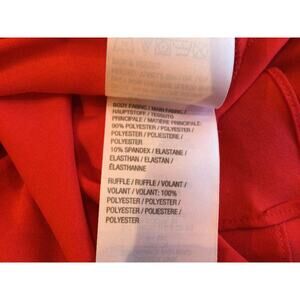 BODY FABRIC / MAIN FABRIC /
HAUPTSTOFF / TESSUTO
PRINCIPALE / MATIÈRE PRINCIPALE:
90% POLYESTER / POLYESTER /
POLYESTER / POLIESTERE /
POLYESTER
10% SPANDEX / ELASTANE /
ELASTHAN / ELASTAN /
ÉLASTHANNE
RUFFLE / RUFFLE / VOLANT /
VOLANT / VOLANT: 100%
POLYESTER / POLYESTER /
POLYESTER / POLIESTERE /
POLYESTER